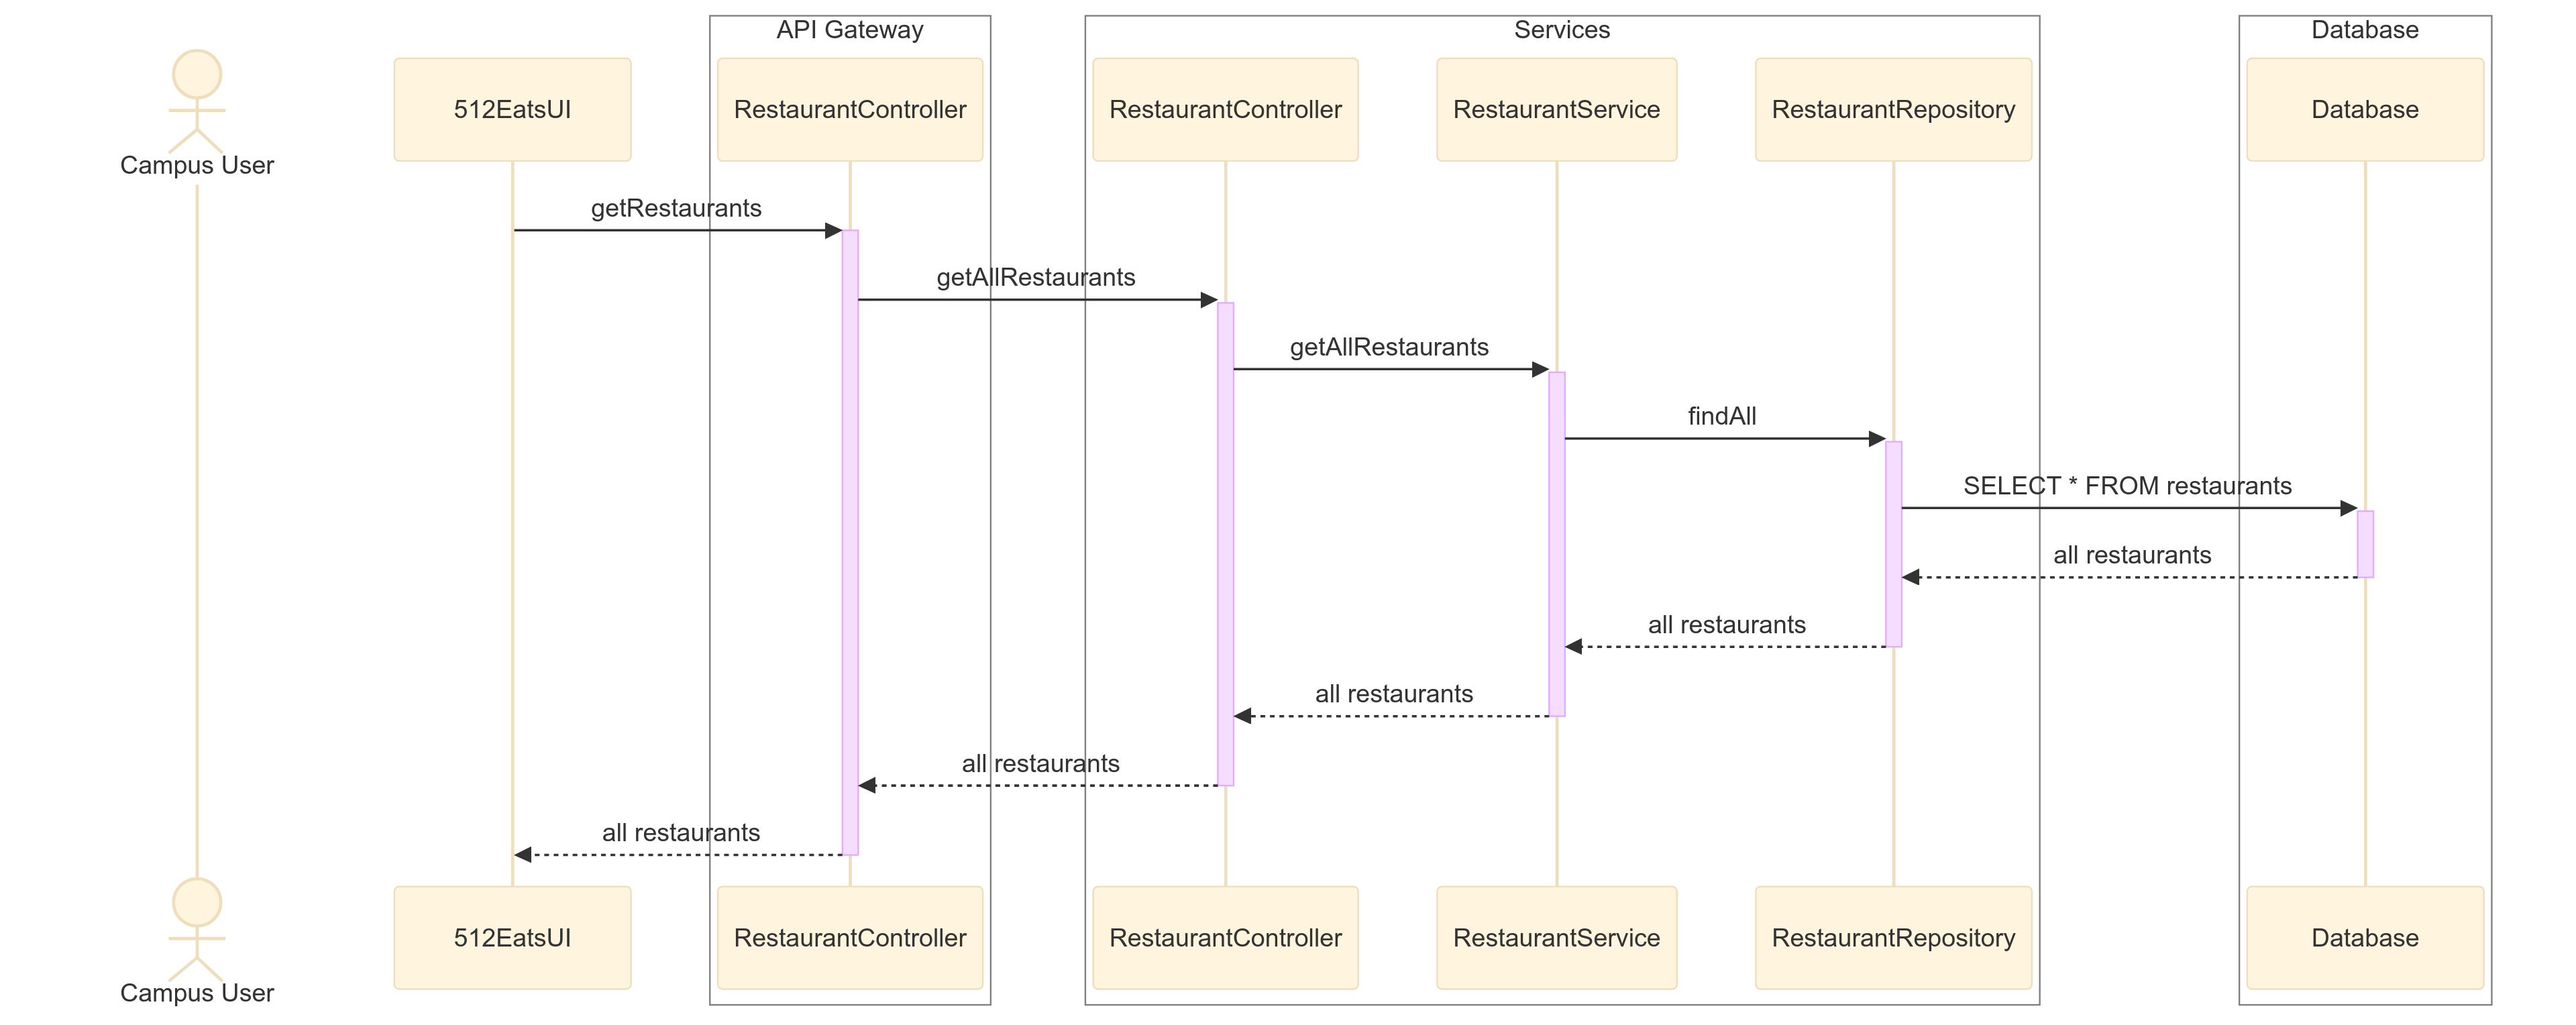 API Gateway
Services
Database
Campus User
512EatsUI
RestaurantController
RestaurantController
RestaurantService
RestaurantRepository
Database
getRestaurants
getAllRestaurants
getAllRestaurants
findAll
SELECT * FROM restaurants
all restaurants
all restaurants
all restaurants
all restaurants
all restaurants
Campus User
512EatsUI
RestaurantController
RestaurantController
RestaurantService
RestaurantRepository
Database